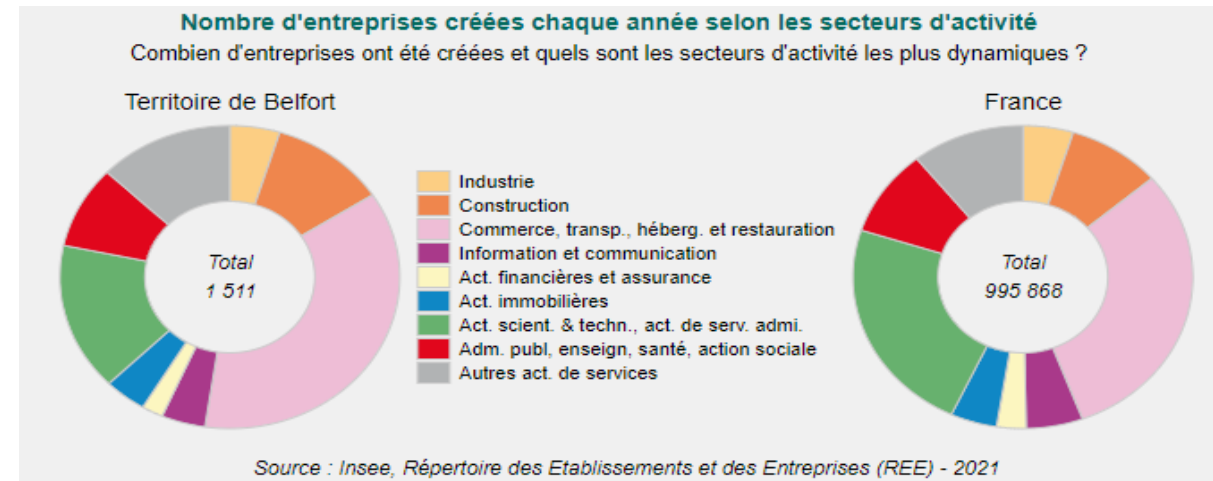 Nombre d'entreprises créées chaque année selon les secteurs d'activité
Combien d'entreprises ont été créées et quels sont les secteurs d'activité les plus dynamiques ?
Territoire de Belfort
Total
1 511
Industrie
Construction
Commerce, transp., héberg. et restauration
Information et communication
Act. financières et assurance
Act. immobilières
Act. scient. & techn., act. de serv. admi.
Adm. publ, enseign, santé, action sociale
Autres act. de services
France
Total
995 868
Source : Insee, Répertoire des Etablissements et des Entreprises (REE) - 2021